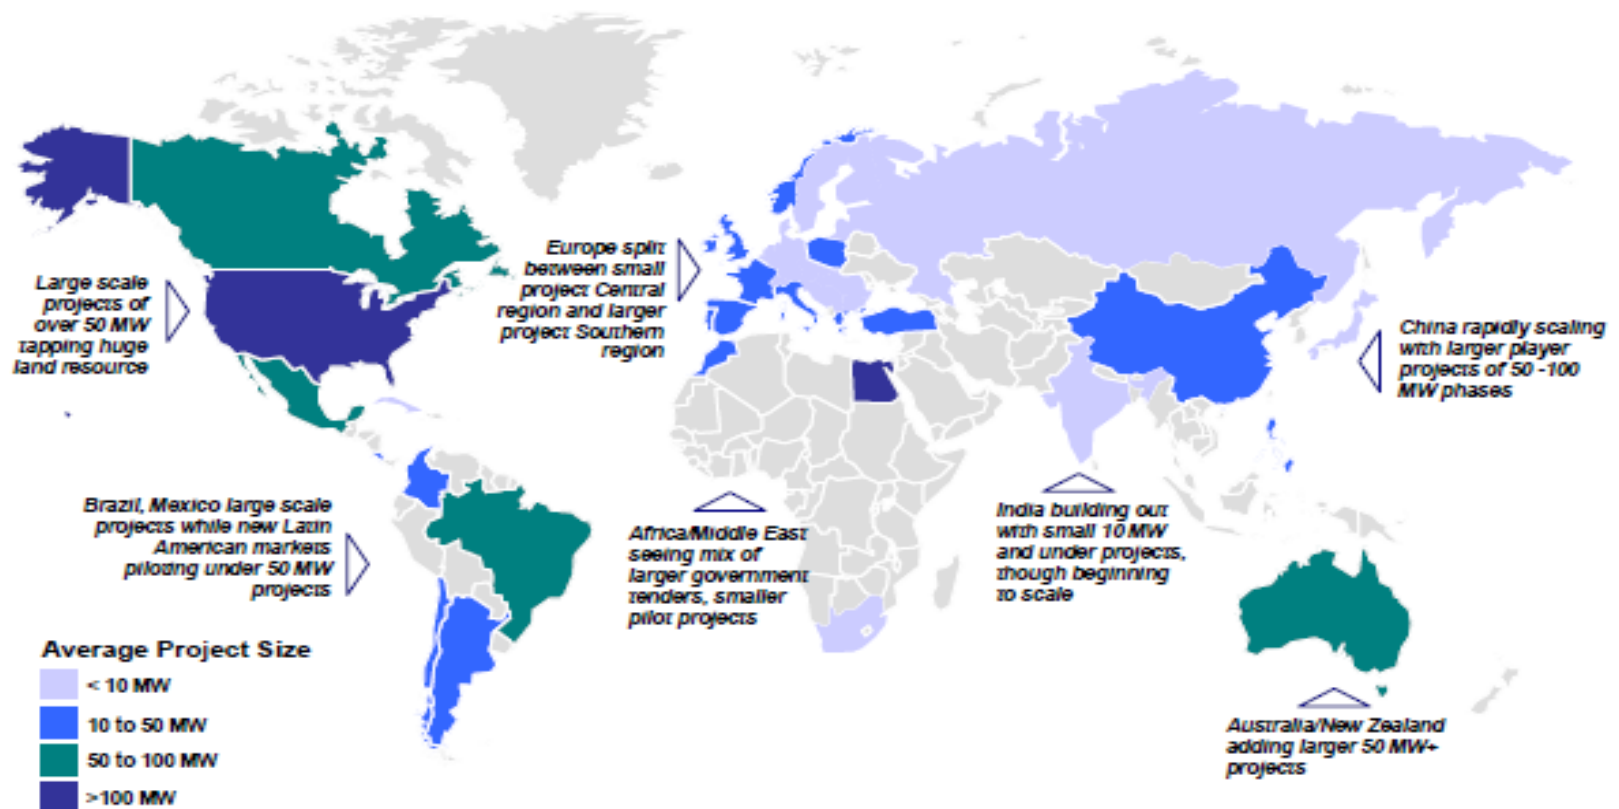 Large scale
projects of
over 50 MW
tapping huge
land resource
Europe split
between small
project Central
region and larger
project Southern
region
China rapidly scaling
with larger player
projects of 50 -100
MW phases
Brazil, Mexico large scale
projects while new Latin
American markets
piloting under 50 MW
projects
Africa/Middle East
seeing mix of
larger government
tenders, smaller
pilot projects
India building out
with small 10 MW
and under projects,
though beginning
to scale
Australia/New Zealand
adding larger 50 MW+
projects
Average Project Size
< 10 MW
10 to 50 MW
50 to 100 MW
>100 MW